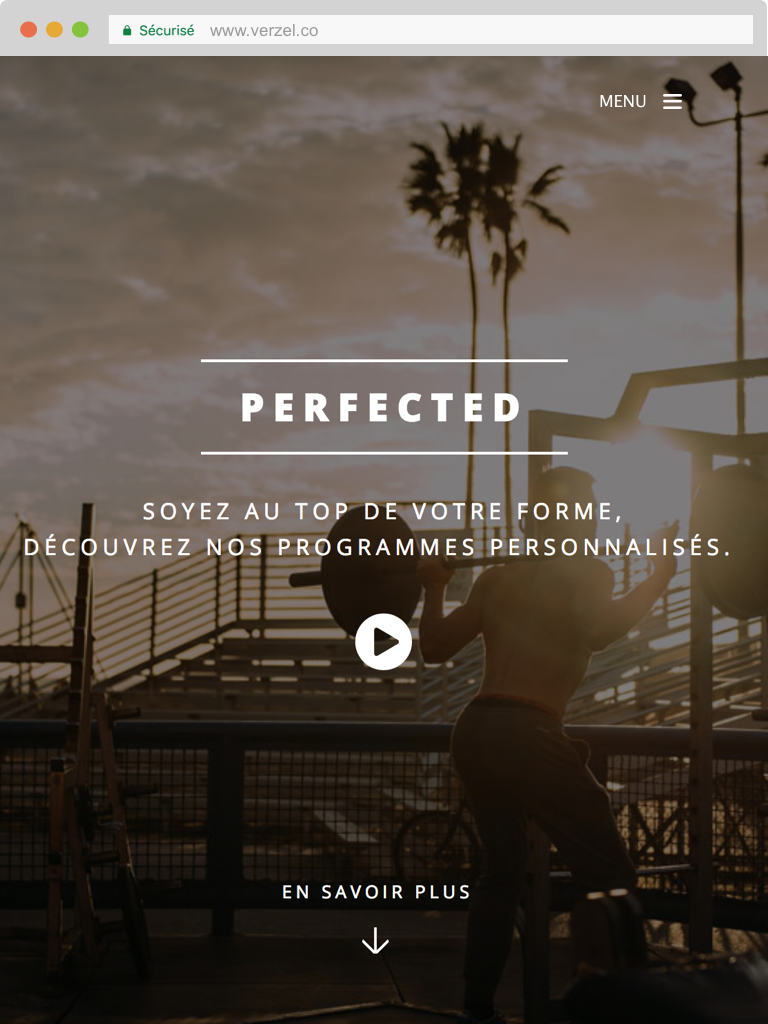 Sécurisé www.verzel.co
MENU
PERFECTED
SOYEZ AU TOP DE VOTRE FORME,
DÉCOUVREZ NOS PROGRAMMES PERSONNALISÉS.
EN SAVOIR PLUS